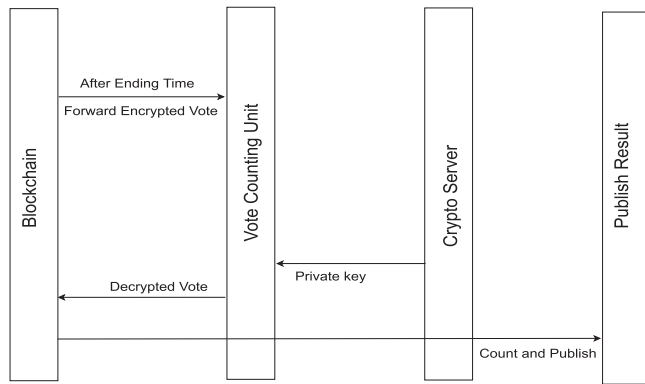 Blockchain
After Ending Time
Forward Encrypted Vote
Vote Counting Unit
Crypto Server
Publish Result
Private key
Decrypted Vote
Count and Publish